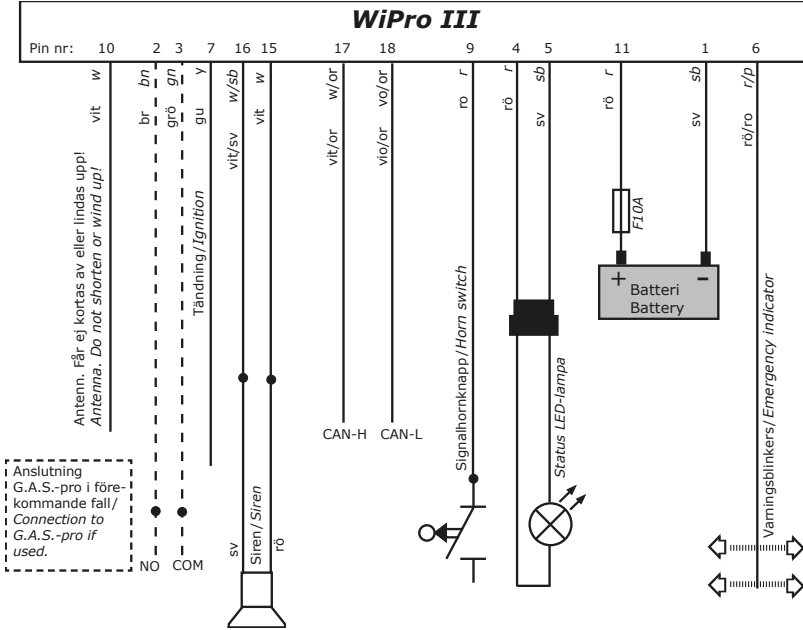 WiPro III
Pin nr: 10 2 3 7 16 15 17 18 9 4 5 11 1 6
w bn gn y w/sb w w/or vo/or r r sb r sb r/p
vit br grö gu vit/sv vit vit/or vio/or ro rö sv rö sv rö/ro
Antenn. Får ej kortas av eller lindas upp!
Antenna. Do not shorten or wind up!
Tändning/Ignition
F10A
+ -
Batteri
Battery
Signalhornknapp/Horn switch
Status LED-lampa
Varningsblinkers/Emergency indicator
CAN-H CAN-L
Anslutning
G.A.S.-pro i före-
kommande fall/
Connection to
G.A.S.-pro if
used.
NO COM
sv
Siren/Siren
rö